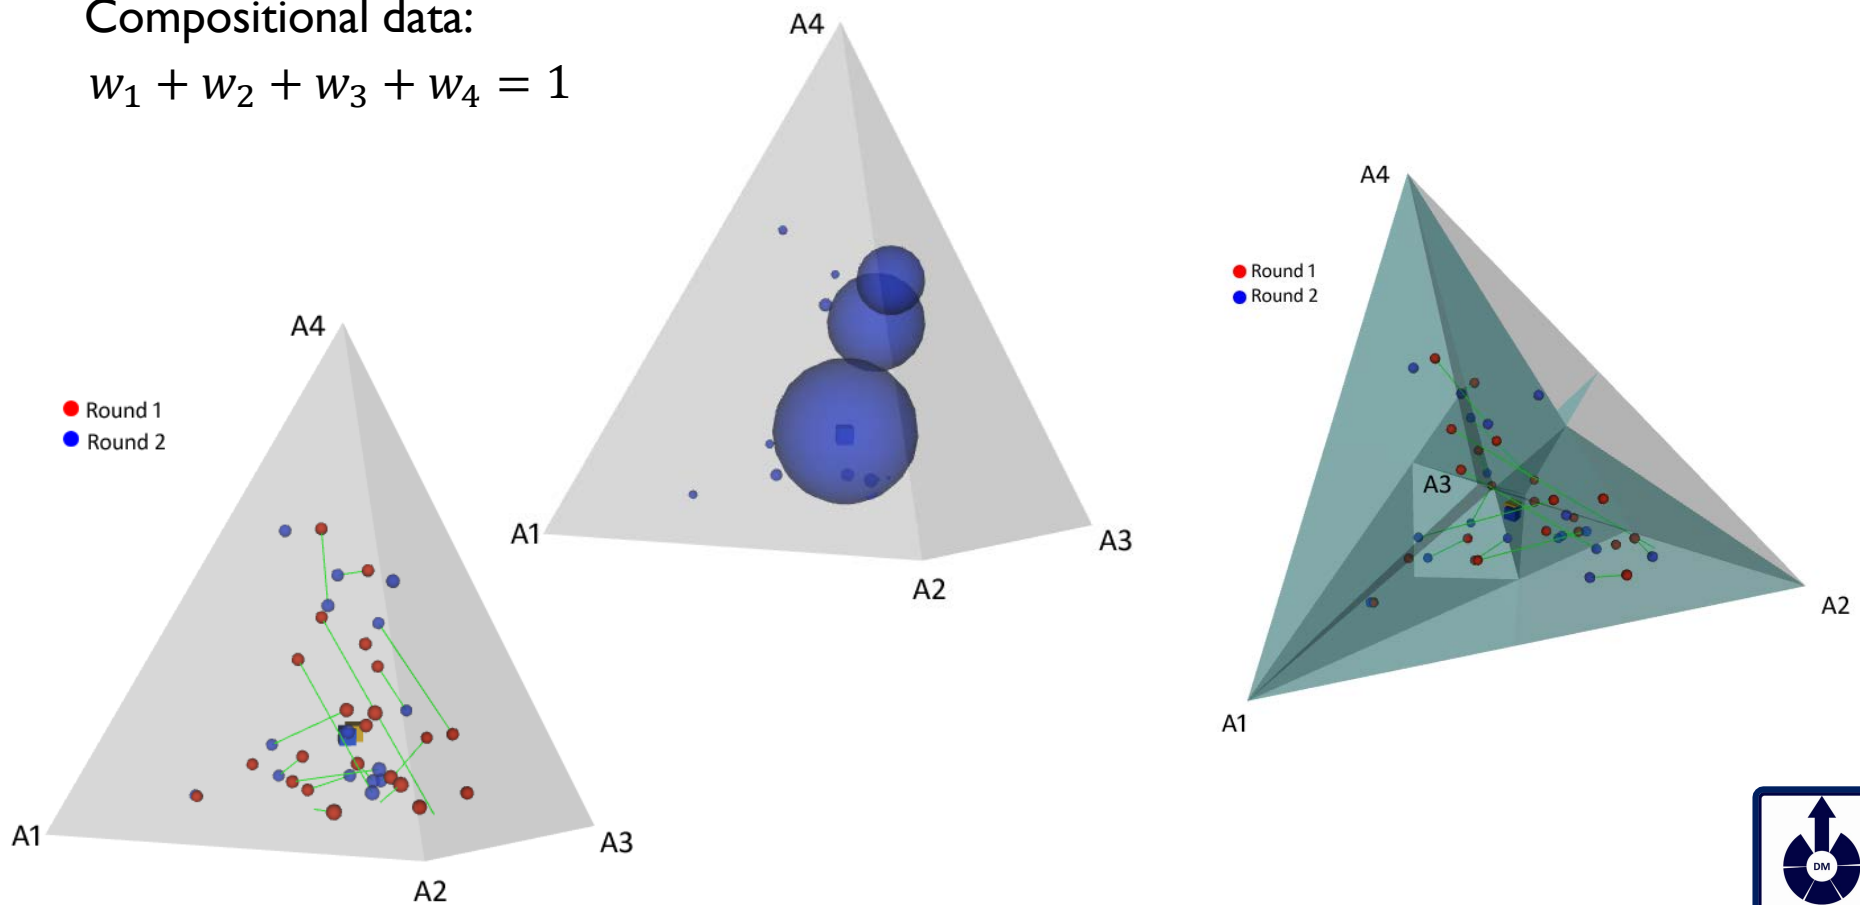 Compositional data:
w₁ + w₂ + w₃ + w₄ = 1
A4
Round 1
Round 2
A1
A2
A3
A4
A1
A2
A3
A4
Round 1
Round 2
A3
A2
A1
DM